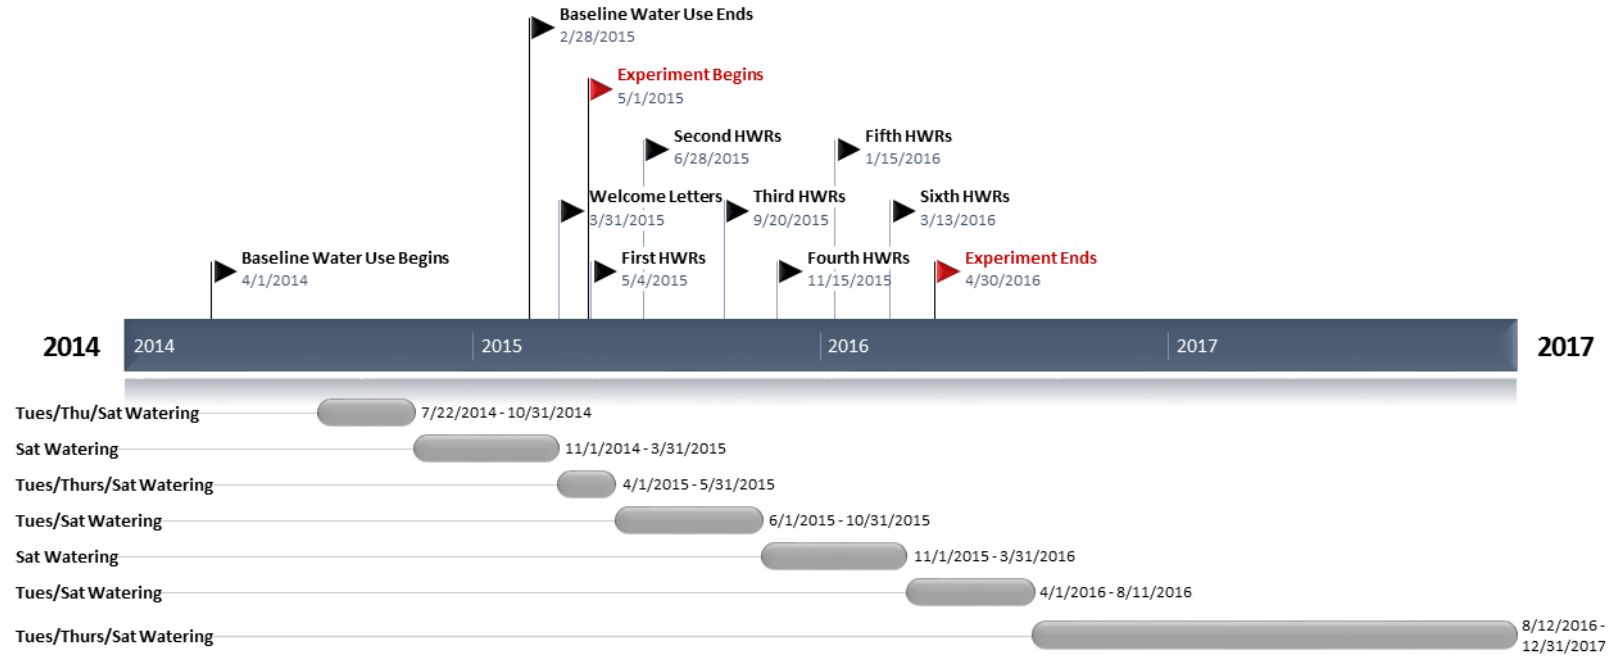 Baseline Water Use Ends
2/28/2015
Experiment Begins
5/1/2015
Second HWRs
6/28/2015
Fifth HWRs
1/15/2016
Welcome Letters
3/31/2015
Third HWRs
9/20/2015
Sixth HWRs
3/13/2016
Baseline Water Use Begins
4/1/2014
First HWRs
5/4/2015
Fourth HWRs
11/15/2015
Experiment Ends
4/30/2016
2014 2014 2015 2016 2017 2017
Tues/Thu/Sat Watering 7/22/2014 - 10/31/2014
Sat Watering 11/1/2014 - 3/31/2015
Tues/Thurs/Sat Watering 4/1/2015 - 5/31/2015
Tues/Sat Watering 6/1/2015 - 10/31/2015
Sat Watering 11/1/2015 - 3/31/2016
Tues/Sat Watering 4/1/2016 - 8/11/2016
Tues/Thurs/Sat Watering 8/12/2016 -
12/31/2017